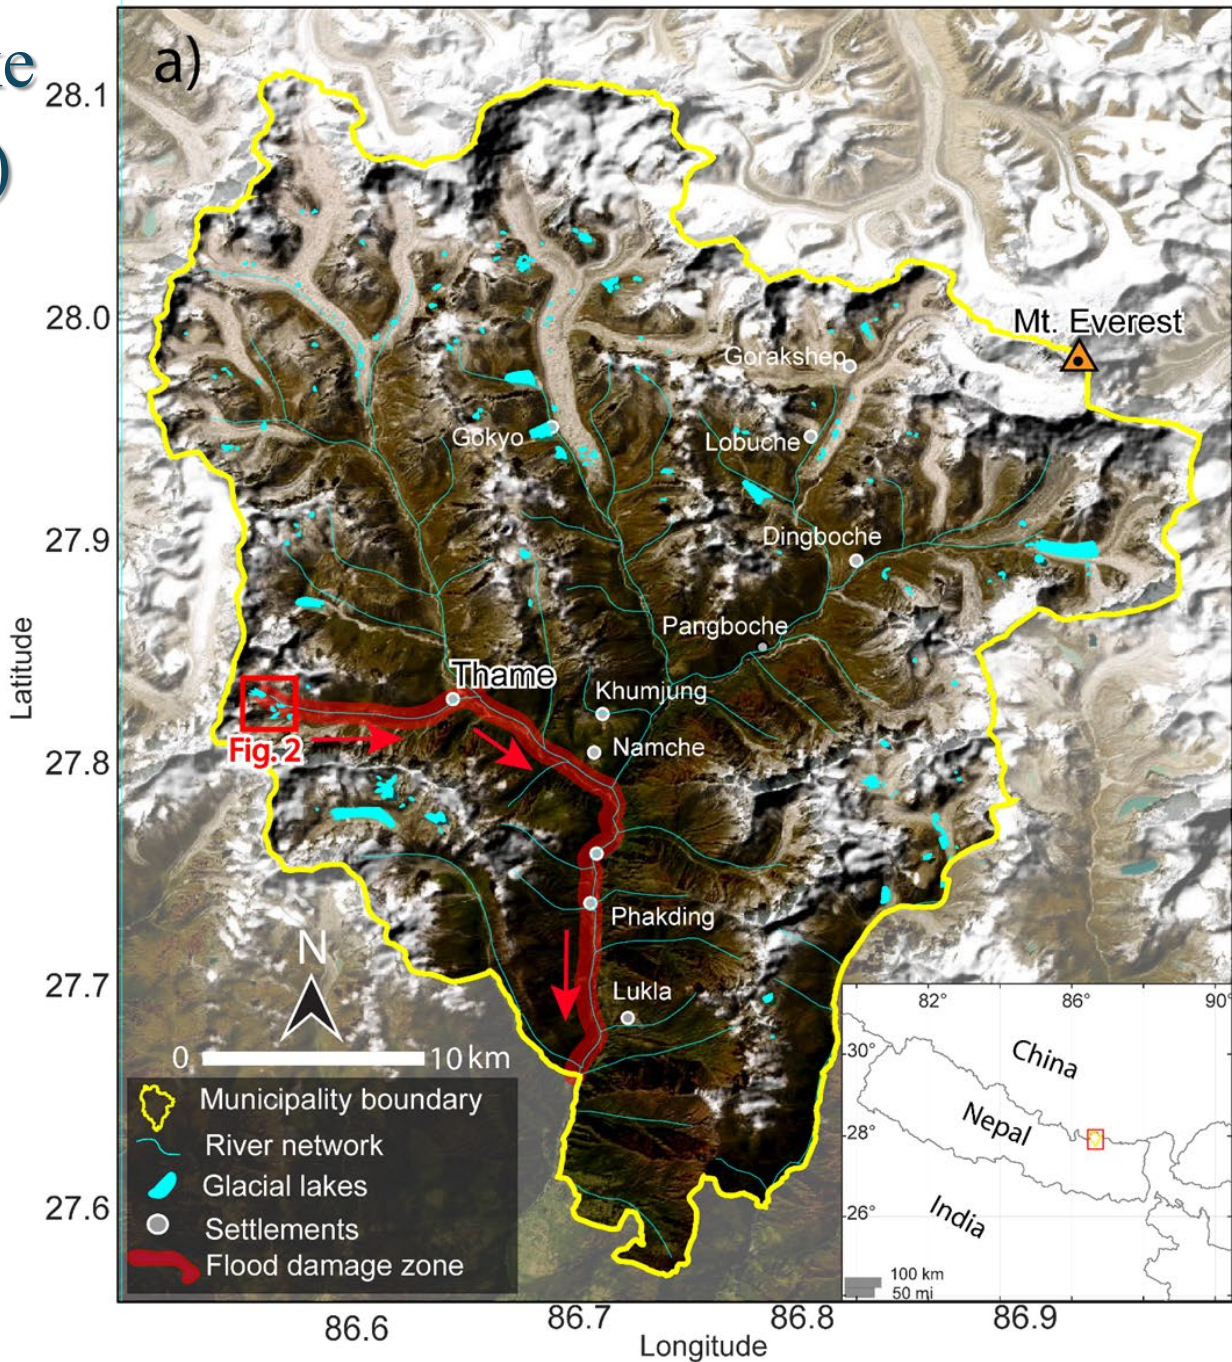 a)
28.1
28.0
27.9
27.8
27.7
27.6
Latitude
Mt. Everest
Gorakshep
Gokyo
Lobuche
Dingboche
Pangboche
Thame
Khumjung
Namche
Fig. 2
Phakding
Lukla
N
0 10 km
Municipality boundary
River network
Glacial lakes
Settlements
Flood damage zone
82° 86° 90°
30°
28°
26°
China
Nepal
India
100 km
50 mi
86.6 86.7 86.8 86.9
Longitude